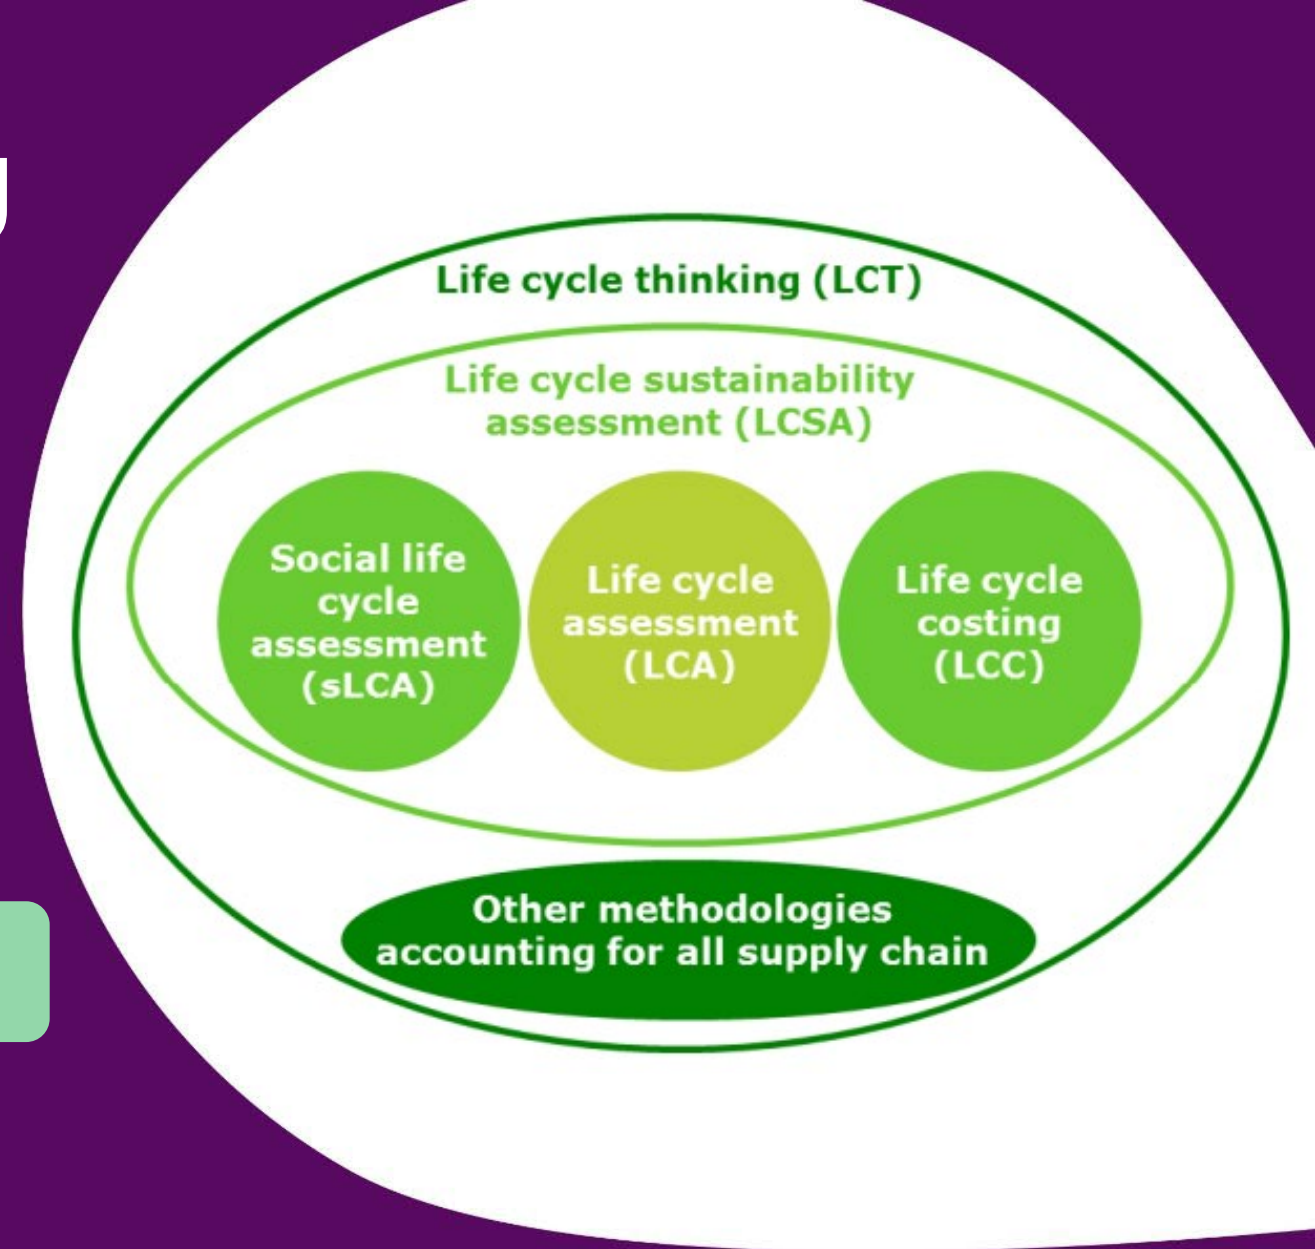 Life cycle thinking (LCT)
Life cycle sustainability
assessment (LCSA)
Social life
cycle
assessment
(sLCA)
Life cycle
assessment
(LCA)
Life cycle
costing
(LCC)
Other methodologies
accounting for all supply chain